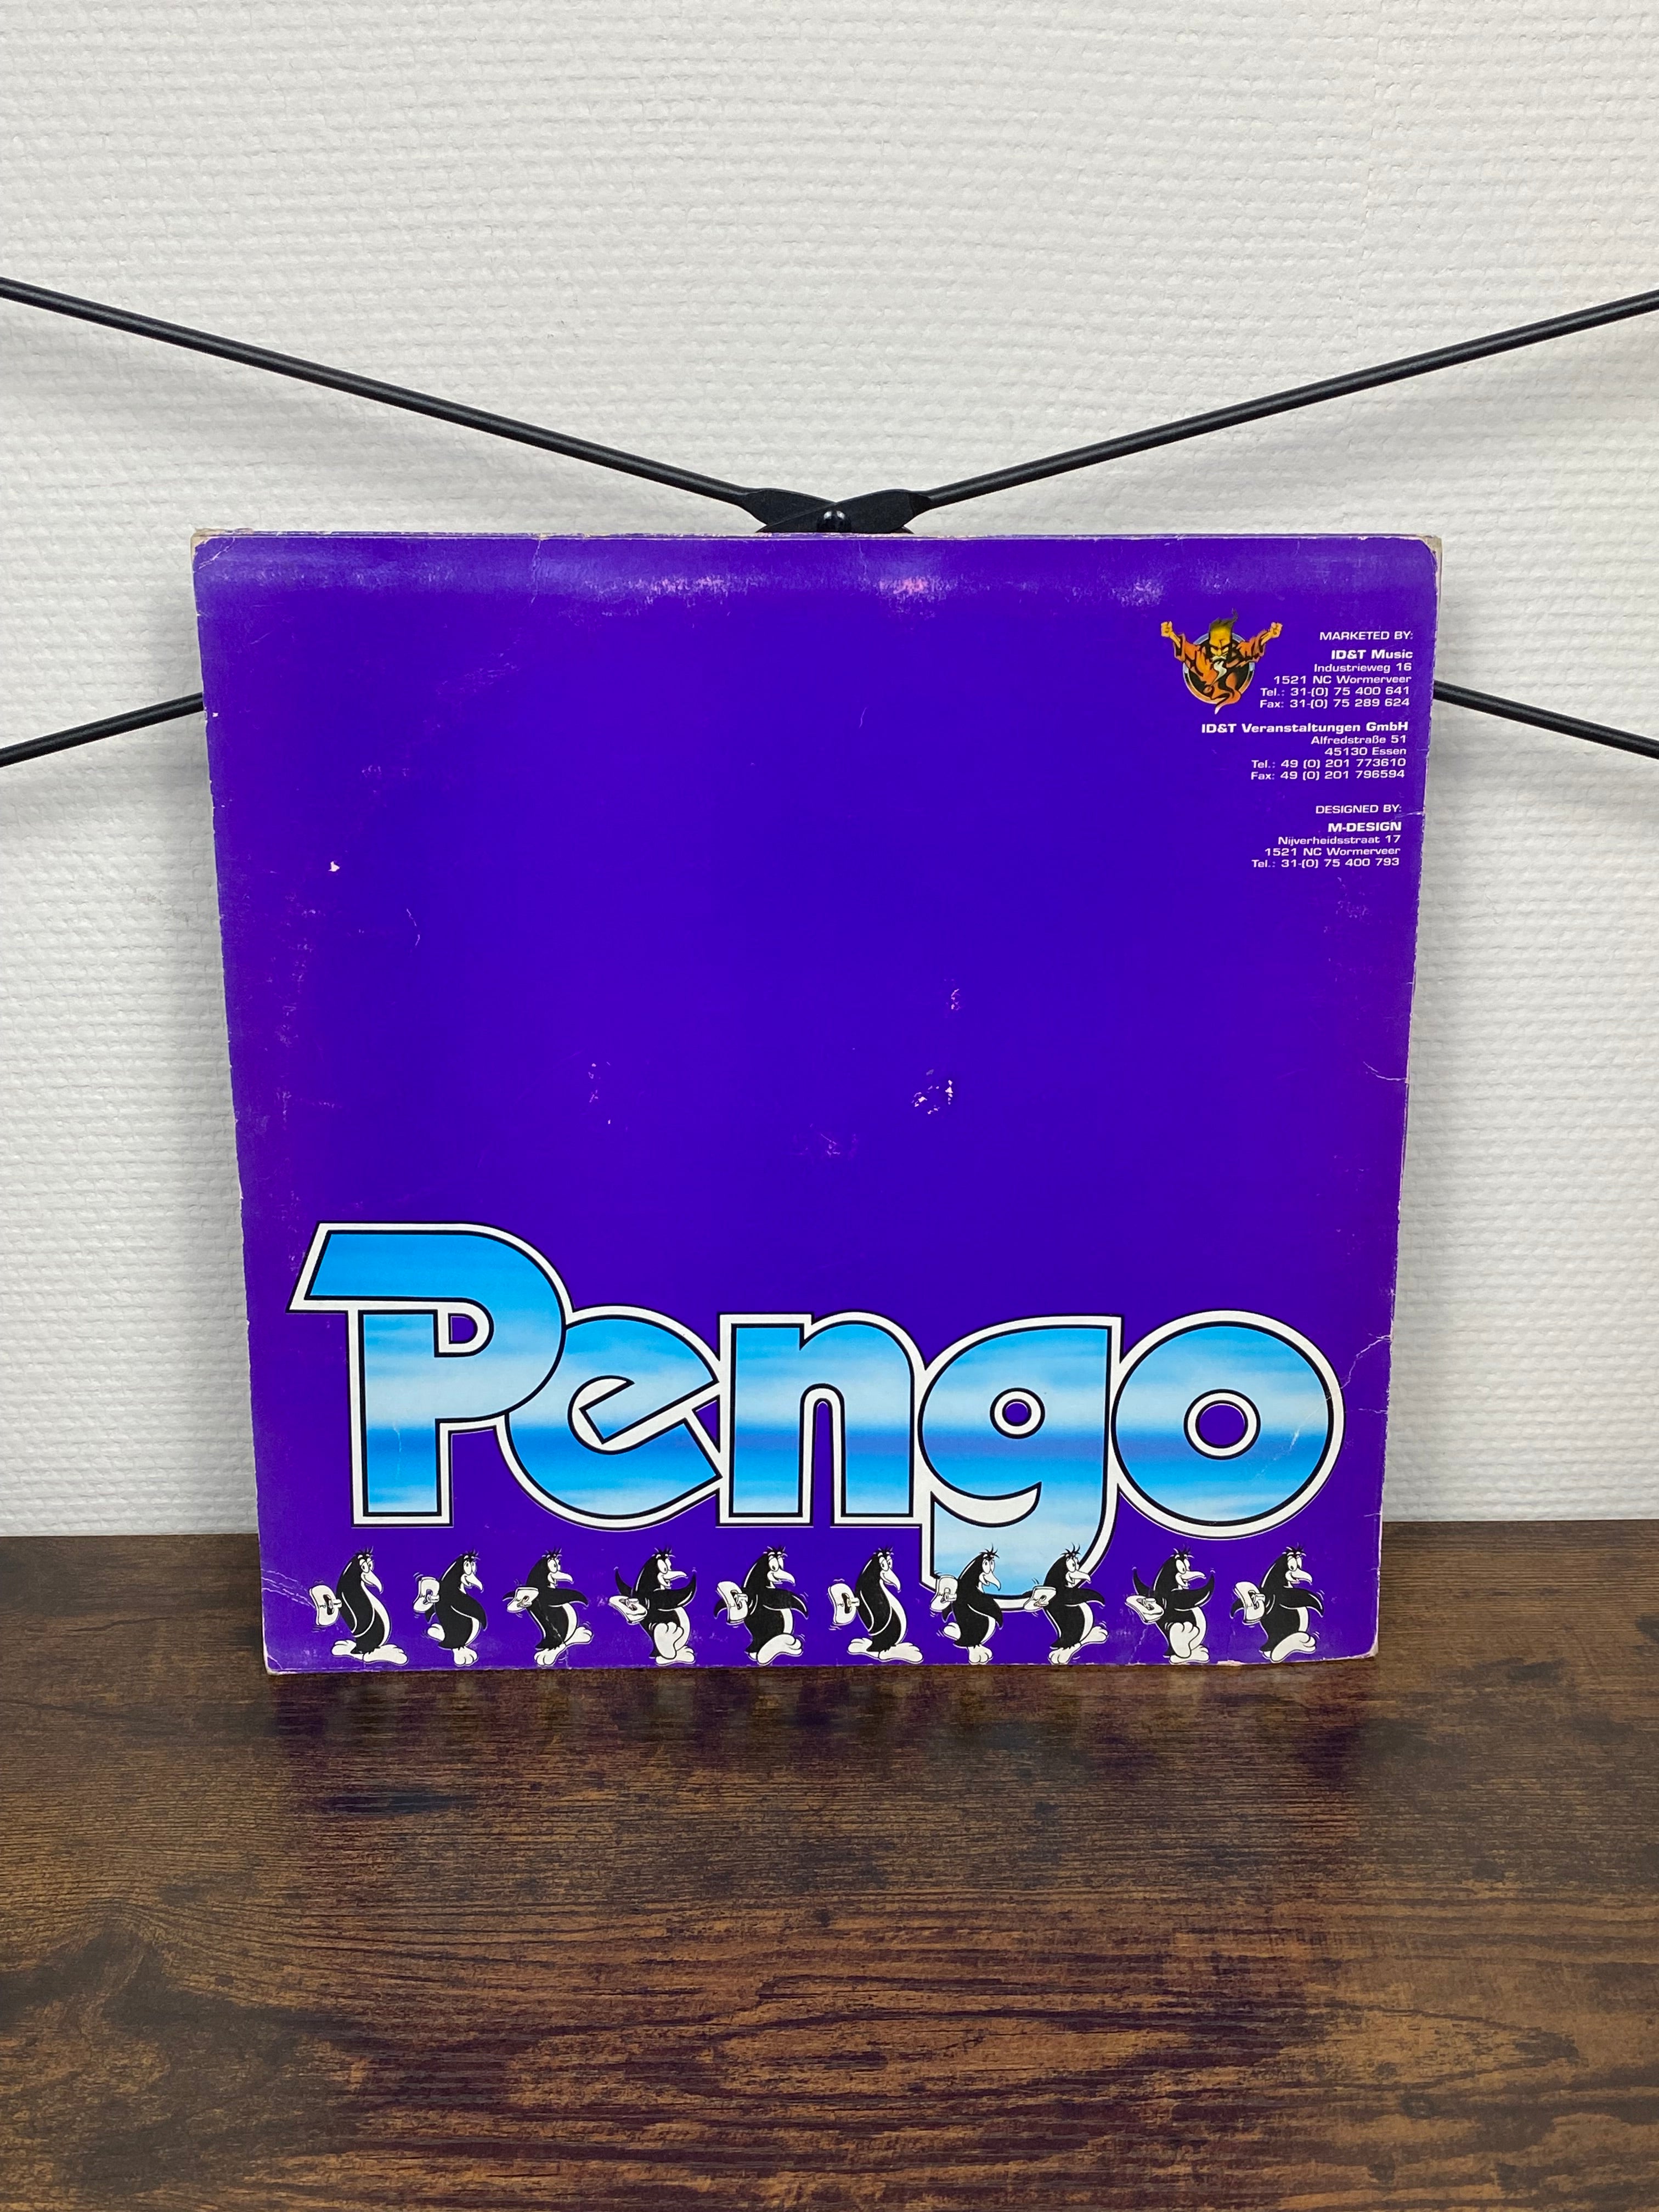 MARKETED BY:
ID&T Music
Industrieweg 16
1521 NC Wormerveer
Tel.: 31-(0) 75 400 641
Fax: 31-(0) 75 289 624
ID&T Veranstaltungen GmbH
Alfredstraße 51
45130 Essen
Tel.: 49 (0) 201 773610
Fax: 49 (0) 201 796594
DESIGNED BY:
M-DESIGN
Nijverheidsstraat 17
1521 NC Wormerveer
Tel.: 31-(0) 75 400 793
Pengo